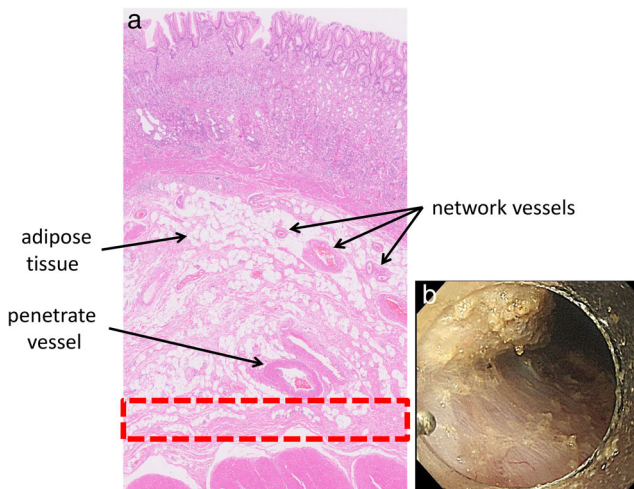 a
network vessels
adipose
tissue
penetrate
vessel
b